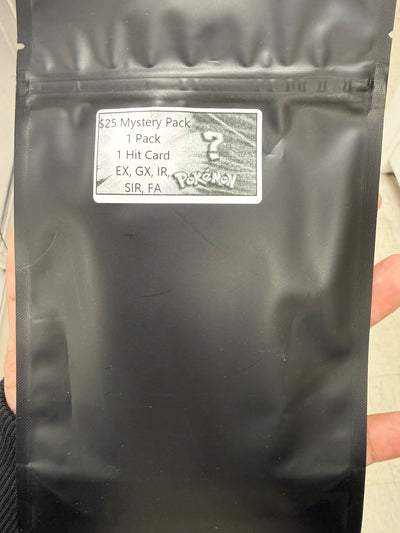 $25 Mystery Pack
1 Pack
1 Hit Card
EX, GX, IR,
SIR, FA
?
POKéMON